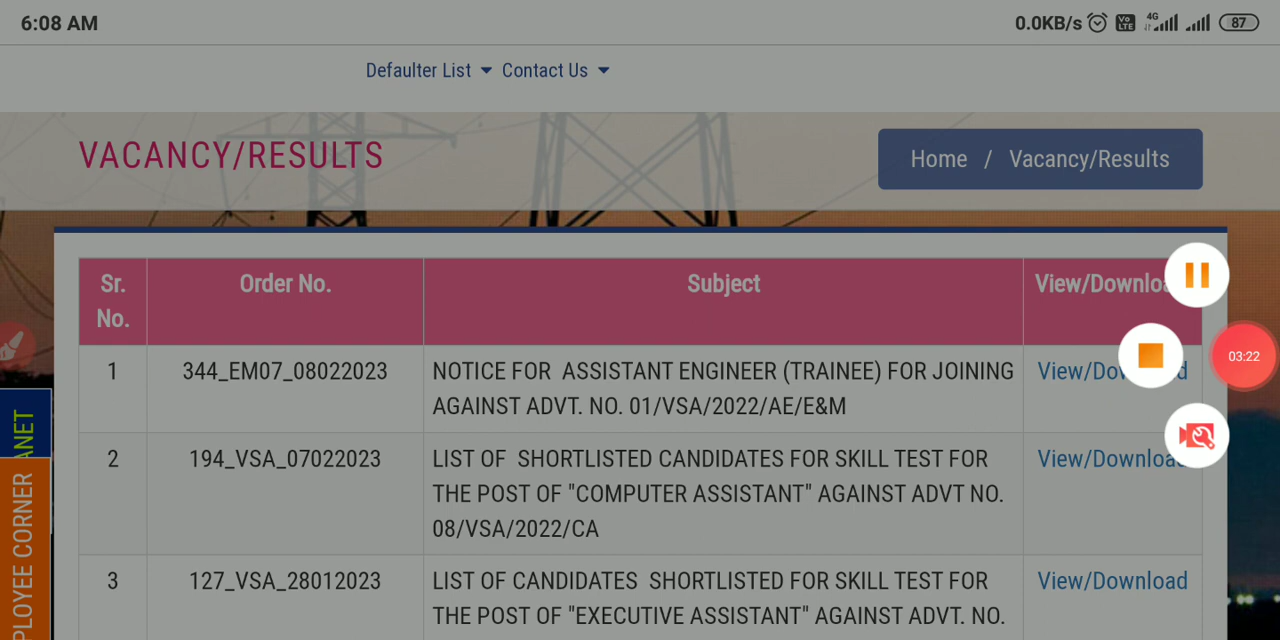 6:08 AM
0.0KB/s
Vo LTE
4G
87
Defaulter List
Contact Us
VACANCY/RESULTS
Home / Vacancy/Results
Sr. No.
Order No.
Subject
1
344_EM07_08022023
NOTICE FOR ASSISTANT ENGINEER (TRAINEE) FOR JOINING
AGAINST ADVT. NO. 01/VSA/2022/AE/E&M
2
194_VSA_07022023
LIST OF SHORTLISTED CANDIDATES FOR SKILL TEST FOR
THE POST OF "COMPUTER ASSISTANT" AGAINST ADVT NO.
08/VSA/2022/CA
3
127_VSA_28012023
LIST OF CANDIDATES SHORTLISTED FOR SKILL TEST FOR
THE POST OF "EXECUTIVE ASSISTANT" AGAINST ADVT. NO.
View/Download
03:22